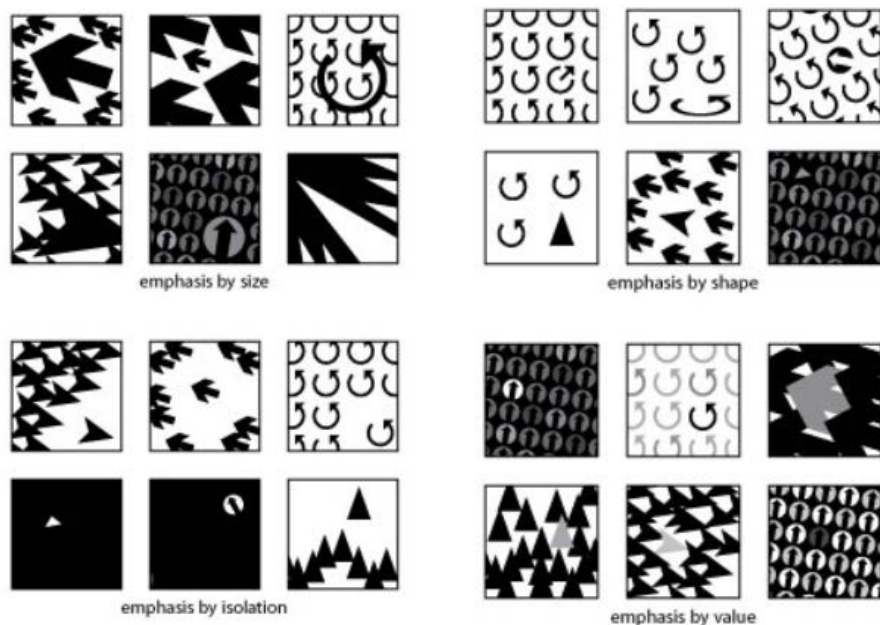 emphasis by size
emphasis by shape
emphasis by isolation
emphasis by value